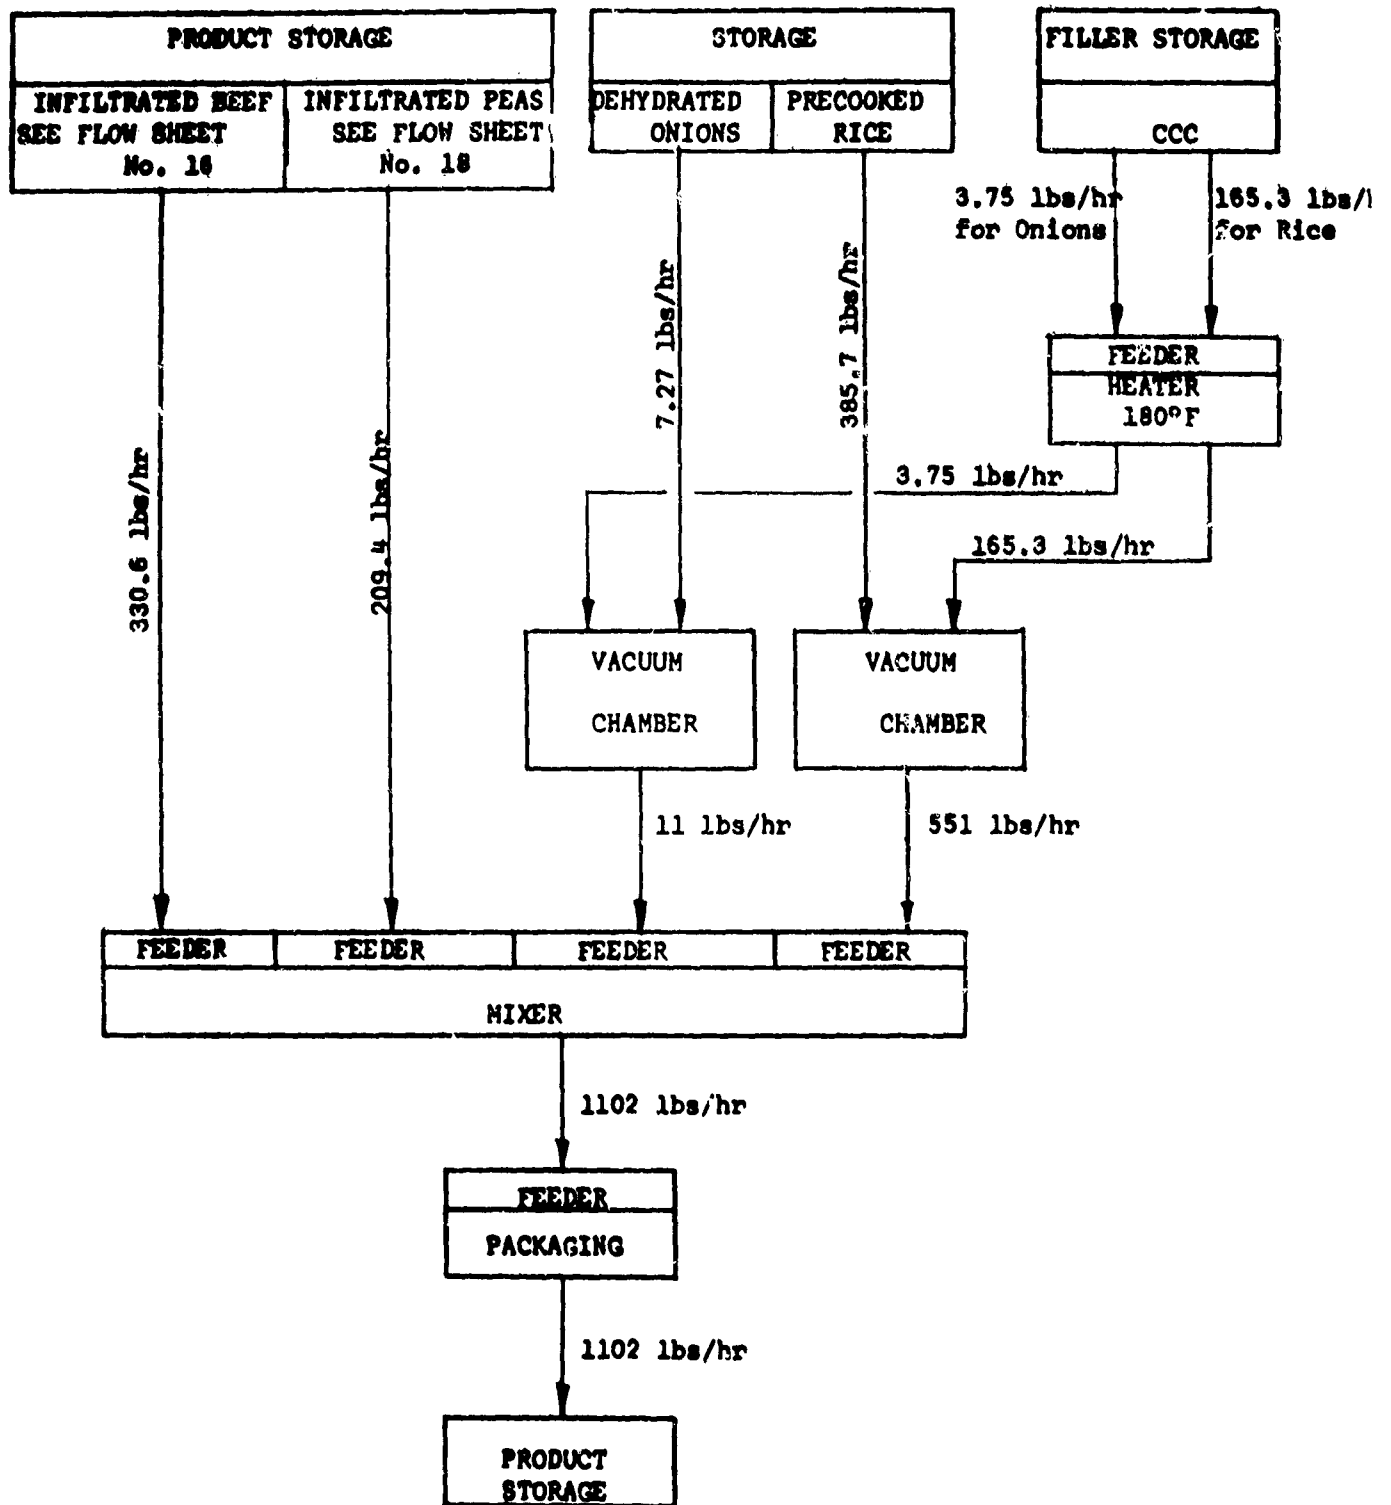 PRODUCT STORAGE
INFILTRATED BEEF
SEE FLOW SHEET
No. 16
INFILTRATED PEAS
SEE FLOW SHEET
No. 18
STORAGE
DEHYDRATED
ONIONS
PRECOOKED
RICE
FILLER STORAGE
CCC
3.75 lbs/hr
for Onions
165.3 lbs/
for Rice
FEEDER
HEATER
180°F
330.6 lbs/hr
209.4 lbs/hr
7.27 lbs/hr
385.7 lbs/hr
3.75 lbs/hr
165.3 lbs/hr
VACUUM
CHAMBER
VACUUM
CHAMBER
11 lbs/hr
551 lbs/hr
FEEDER
FEEDER
FEEDER
FEEDER
MIXER
1102 lbs/hr
FEEDER
PACKAGING
1102 lbs/hr
PRODUCT
STORAGE